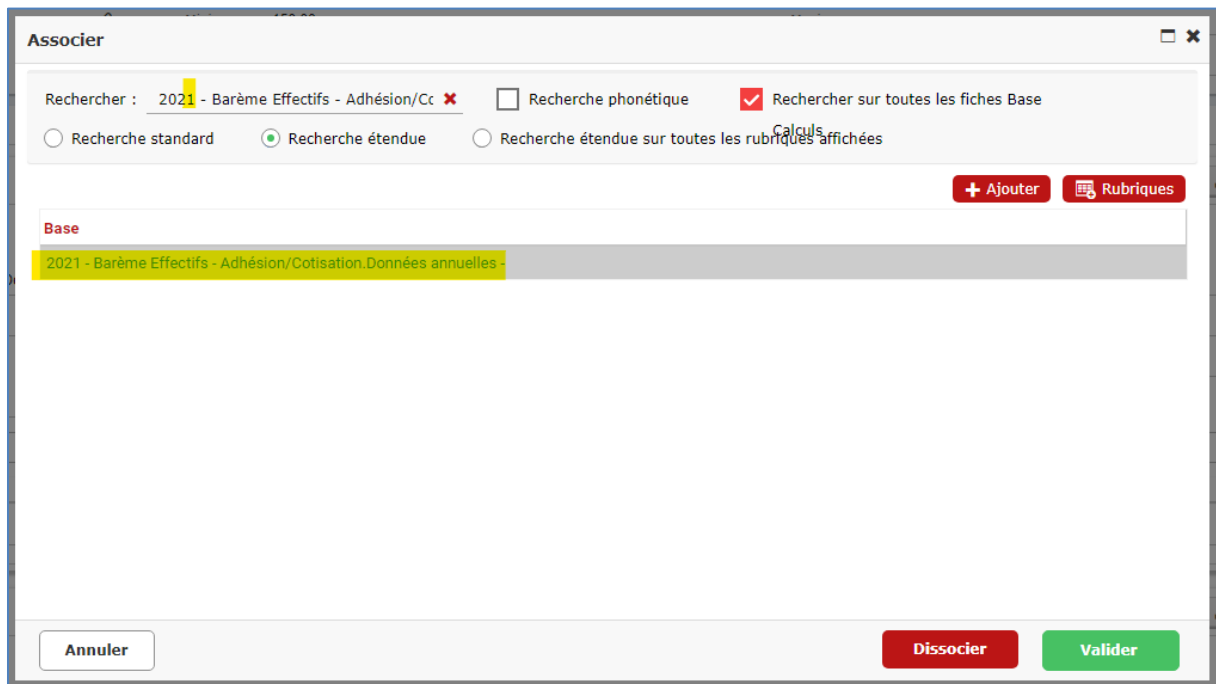 Associer
Rechercher : 2021 - Barème Effectifs - Adhésion/Cc Recherche phonétique Rechercher sur toutes les fiches Base Calculs
Recherche standard Recherche étendue Recherche étendue sur toutes les rubriques affichées
Ajouter Rubriques
Base
2021 - Barème Effectifs - Adhésion/Cotisation.Données annuelles -
Annuler Dissocier Valider